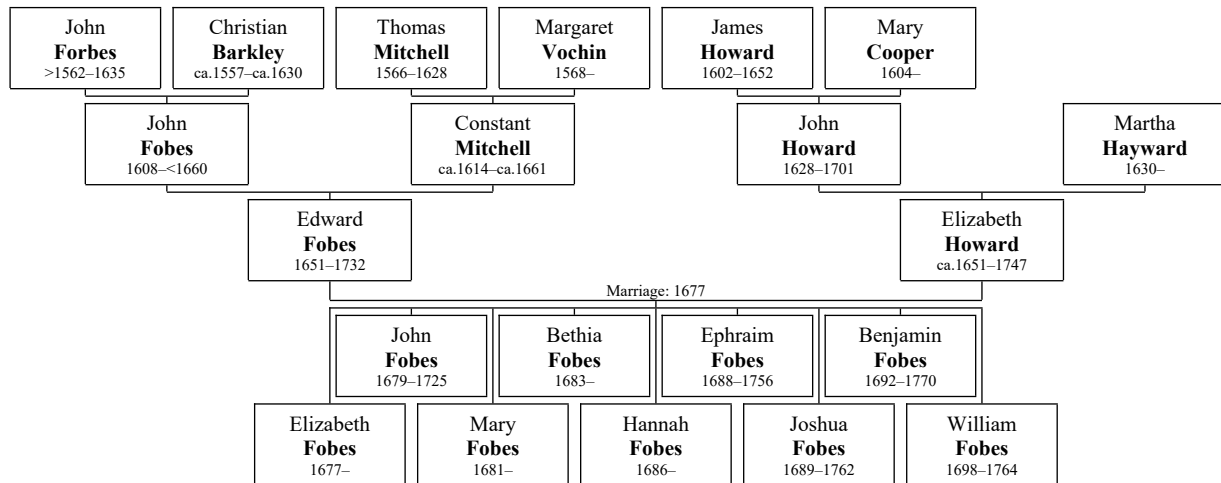 John
Forbes
>1562–1635
Christian
Barkley
ca.1557–ca.1630
Thomas
Mitchell
1566–1628
Margaret
Vochin
1568–
James
Howard
1602–1652
Mary
Cooper
1604–
John
Fobes
1608–<1660
Constant
Mitchell
ca.1614–ca.1661
John
Howard
1628–1701
Martha
Hayward
1630–
Edward
Fobes
1651–1732
Elizabeth
Howard
ca.1651–1747
Marriage: 1677
John
Fobes
1679–1725
Bethia
Fobes
1683–
Ephraim
Fobes
1688–1756
Benjamin
Fobes
1692–1770
Elizabeth
Fobes
1677–
Mary
Fobes
1681–
Hannah
Fobes
1686–
Joshua
Fobes
1689–1762
William
Fobes
1698–1764